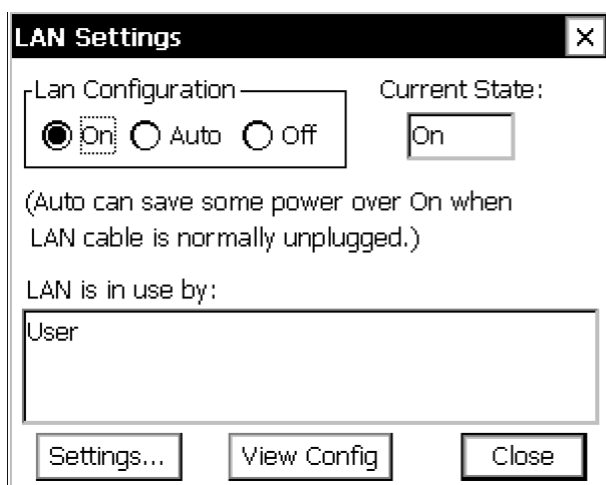 LAN Settings
Lan Configuration
Current State:
On Auto Off
On
(Auto can save some power over On when
LAN cable is normally unplugged.)
LAN is in use by:
User
Settings... View Config Close